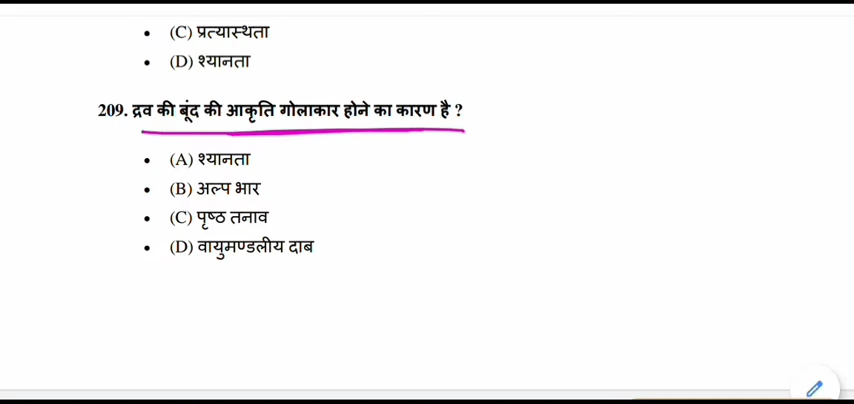 • (C) प्रत्यास्थता
• (D) श्यानता
209. द्रव की बूंद की आकृति गोलाकार होने का कारण है ?
• (A) श्यानता
• (B) अल्प भार
• (C) पृष्ठ तनाव
• (D) वायुमण्डलीय दाब